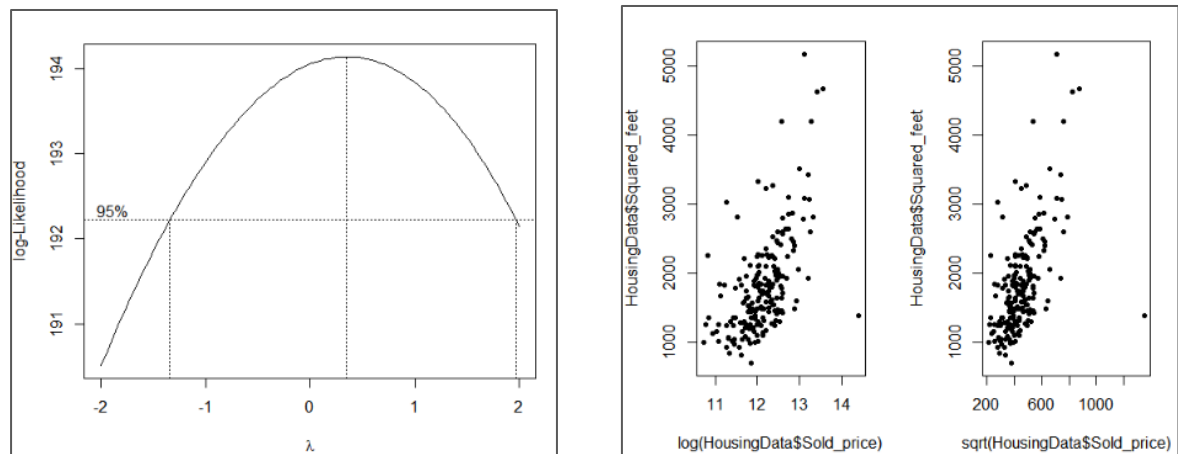 194
193
192
191
log-Likelihood
95%
-2 -1 0 1 2
λ
5000
4000
3000
2000
1000
HousingData$Squared_feet
11 12 13 14
log(HousingData$Sold_price)
5000
4000
3000
2000
1000
HousingData$Squared_feet
200 600 1000
sqrt(HousingData$Sold_price)